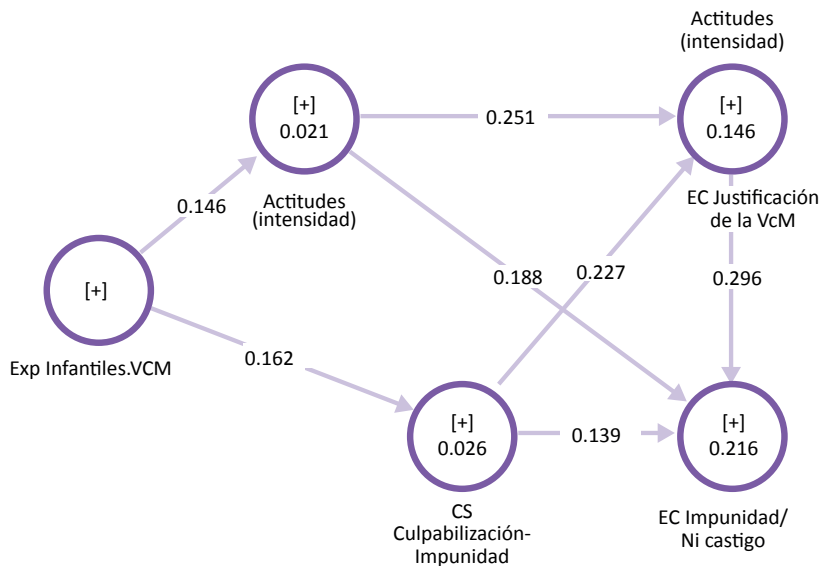 Actitudes
(intensidad)
[+]
0.021
0.251
[+]
0.146
Actitudes
(intensidad)
EC Justificación
de la VcM
0.146
[+]
0.188
0.227
0.296
Exp Infantiles.VCM
0.162
[+]
0.026
0.139
[+]
0.216
CS
Culpabilización-
Impunidad
EC Impunidad/
Ni castigo